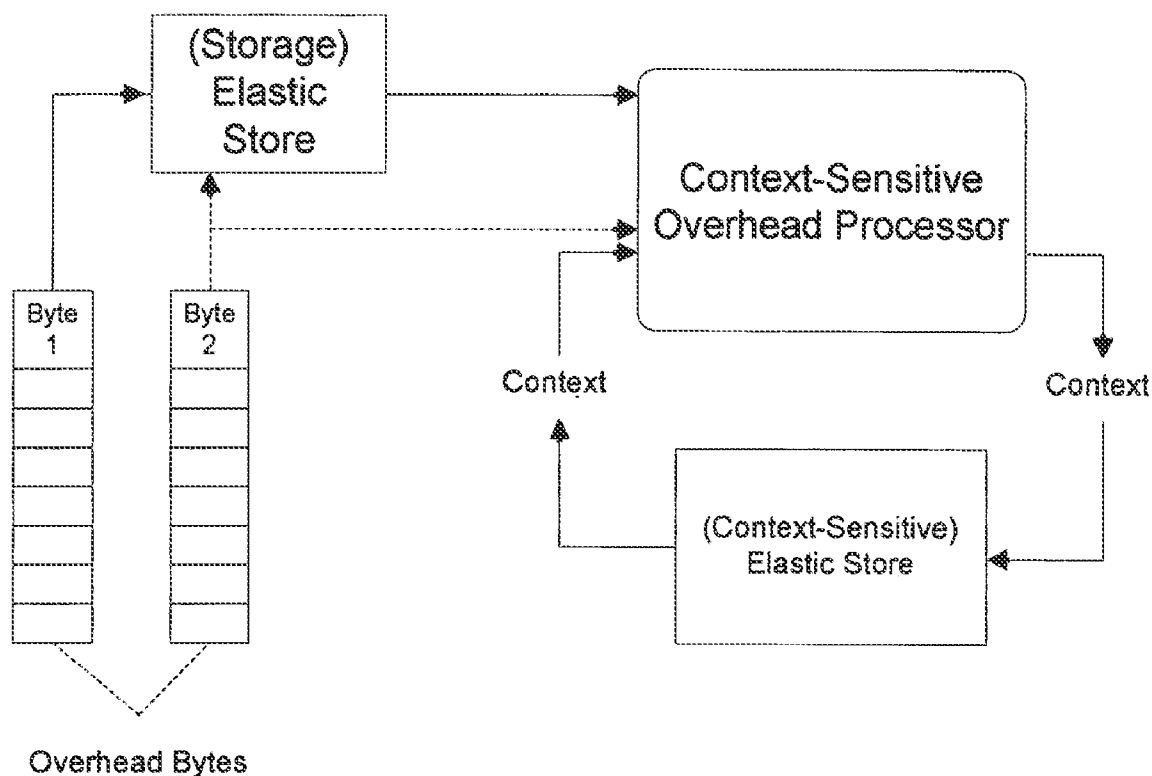 (Storage)
Elastic
Store
Context-Sensitive
Overhead Processor
Byte
1
Byte
2
Context
Context
(Context-Sensitive)
Elastic Store
Overhead Bytes